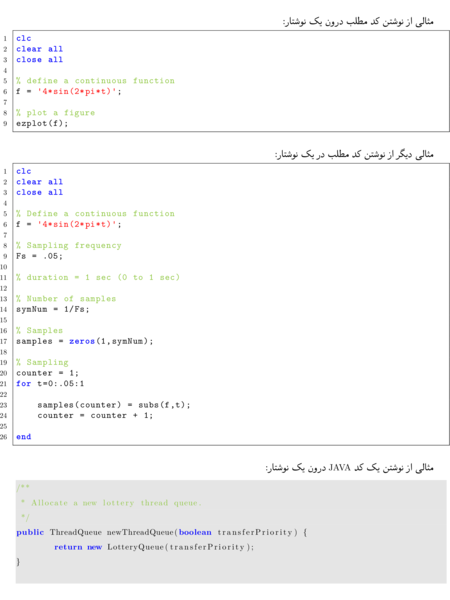 مثالی از نوشتن کد مطلب درون یک نوشتار:
1 clc
2 clear all
3 close all
4
5 % define a continuous function
6 f = '4*sin(2*pi*t)';
7
8 % plot a figure
9 ezplot(f);
مثالی دیگر از نوشتن کد مطلب در یک نوشتار:
1 clc
2 clear all
3 close all
4
5 % Define a continuous function
6 f = '4*sin(2*pi*t)';
7
8 % Sampling frequency
9 Fs = .05;
10
11 % duration = 1 sec (0 to 1 sec)
12
13 % Number of samples
14 symNum = 1/Fs;
15
16 % Samples
17 samples = zeros(1,symNum);
18
19 % Sampling
20 counter = 1;
21 for t=0:.05:1
22
23 samples(counter) = subs(f,t);
24 counter = counter + 1;
25
26 end
مثالی از نوشتن یک کد JAVA درون یک نوشتار:
/**
* Allocate a new lottery thread queue.
*/
public ThreadQueue newThreadQueue(boolean transferPriority) {
return new LotteryQueue(transferPriority);
}